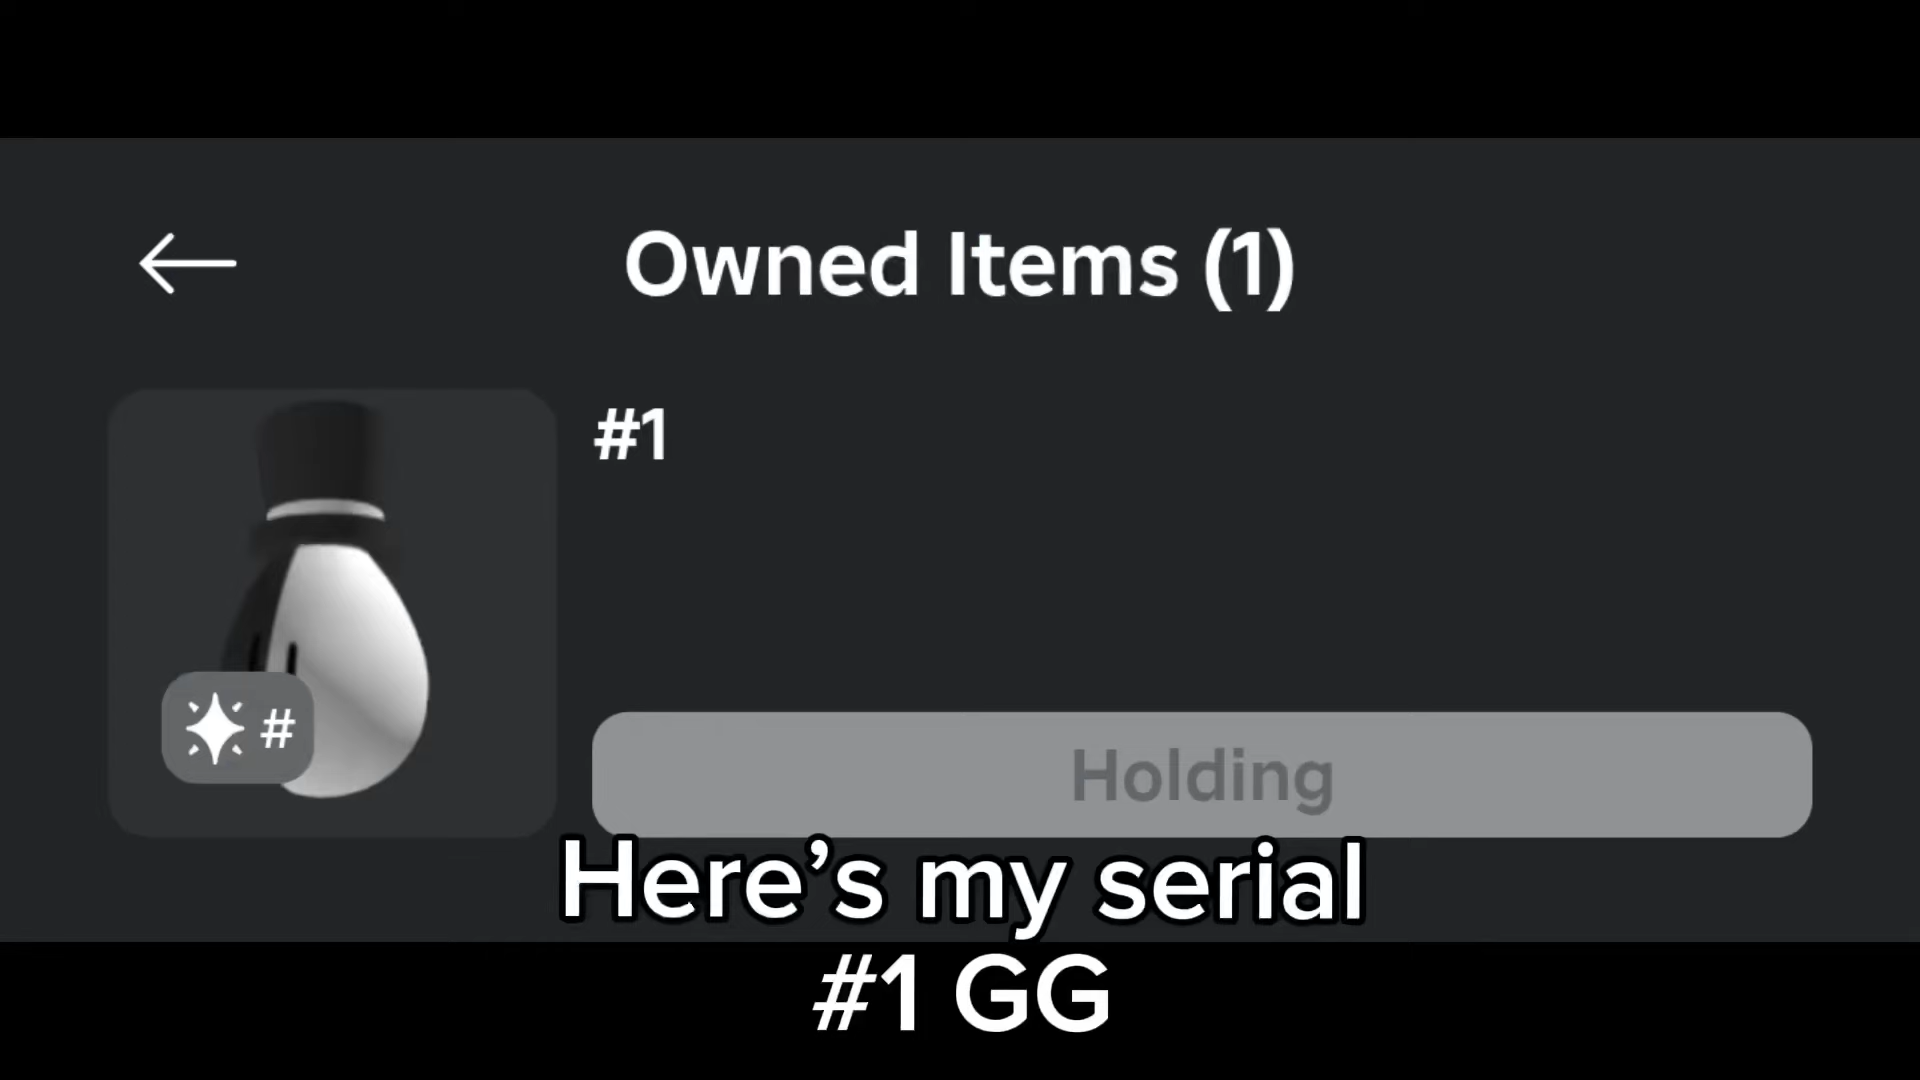 Owned Items (1)
#1
#
Holding
Here’s my serial
#1 GG